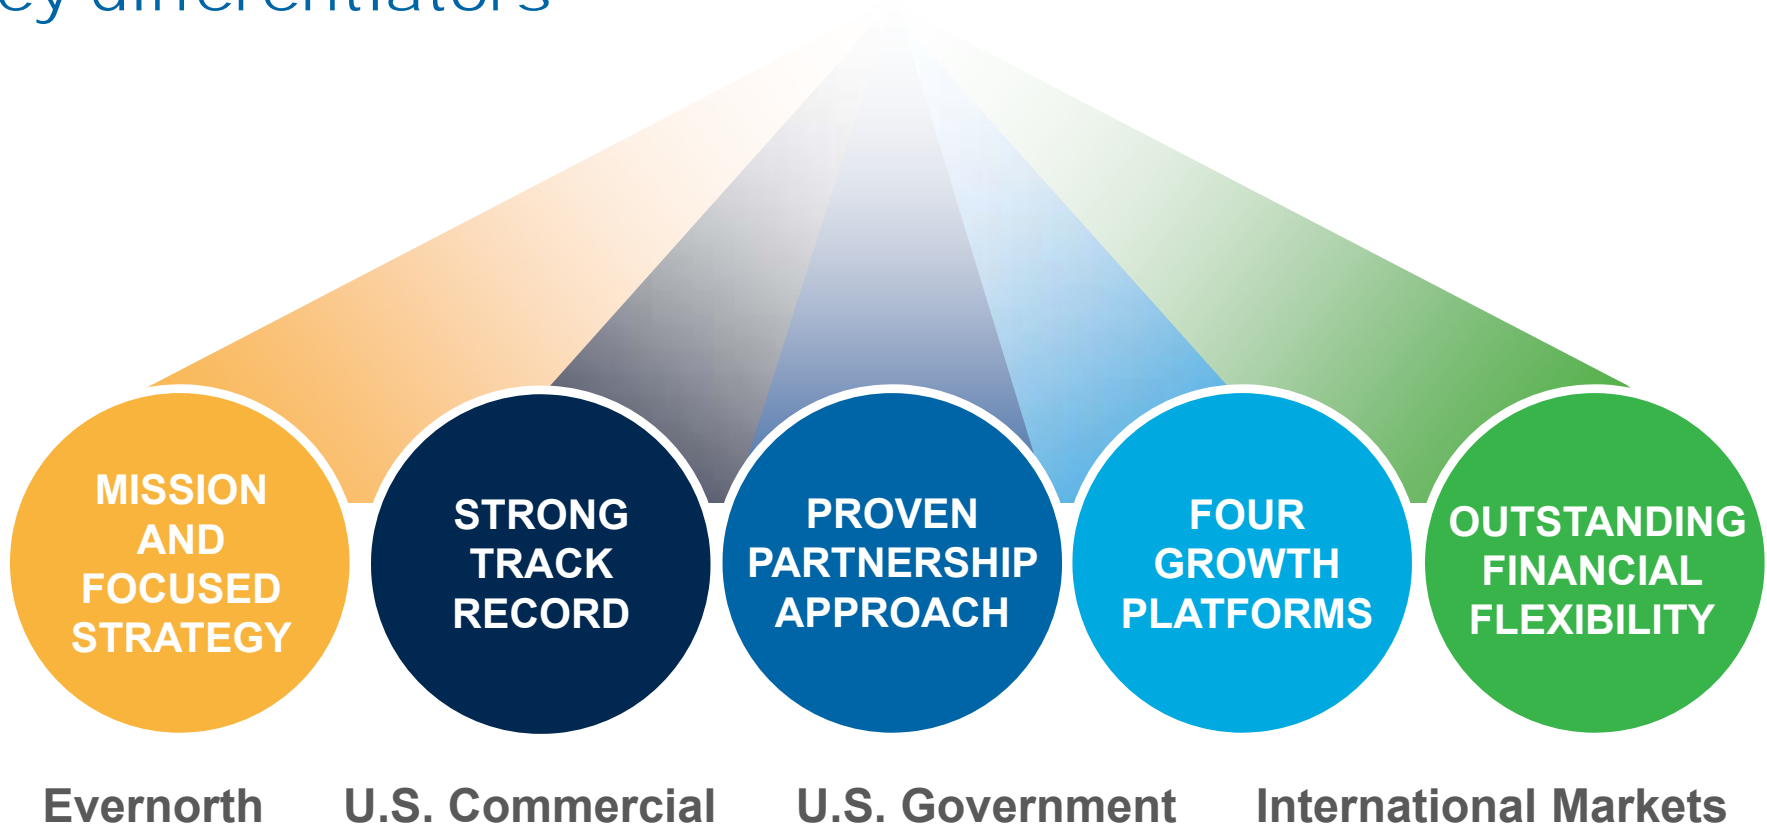 differentiators
MISSION
AND
FOCUSED
STRATEGY
STRONG
TRACK
RECORD
PROVEN
PARTNERSHIP
APPROACH
FOUR
GROWTH
PLATFORMS
OUTSTANDING
FINANCIAL
FLEXIBILITY
Evernorth U.S. Commercial U.S. Government International Markets